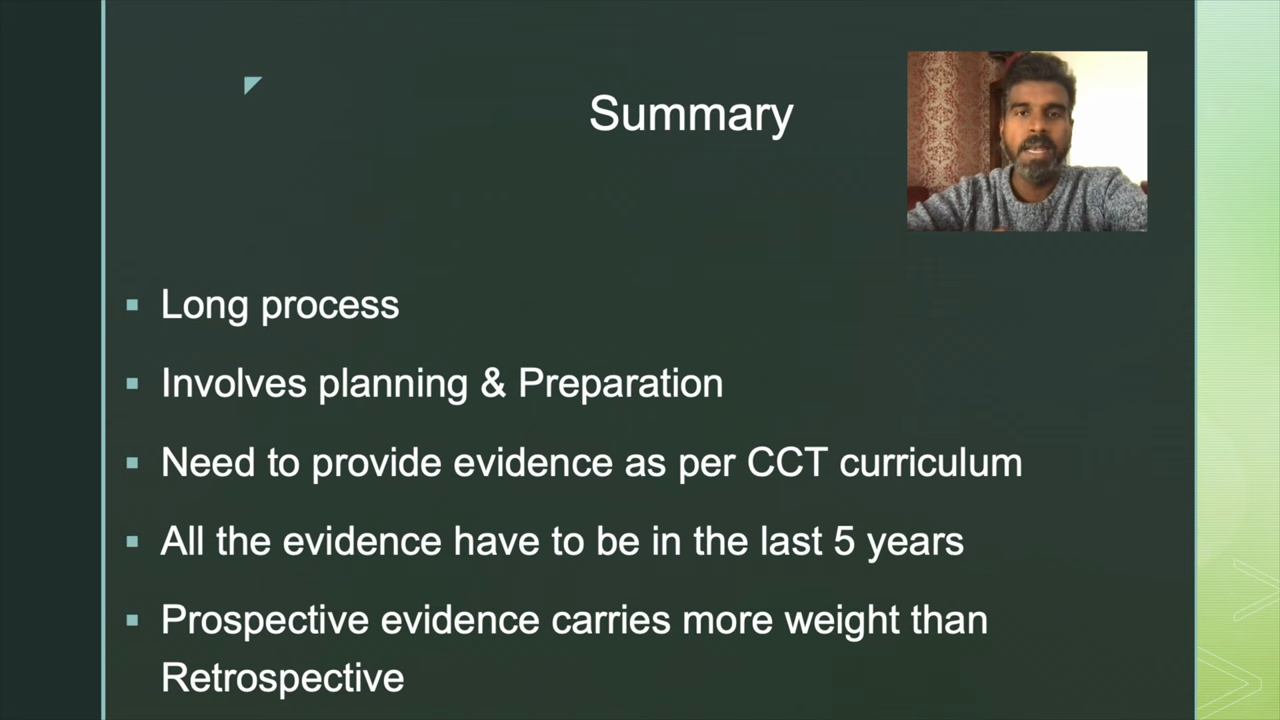 Summary
Long process
Involves planning & Preparation
Need to provide evidence as per CCT curriculum
All the evidence have to be in the last 5 years
Prospective evidence carries more weight than
Retrospective